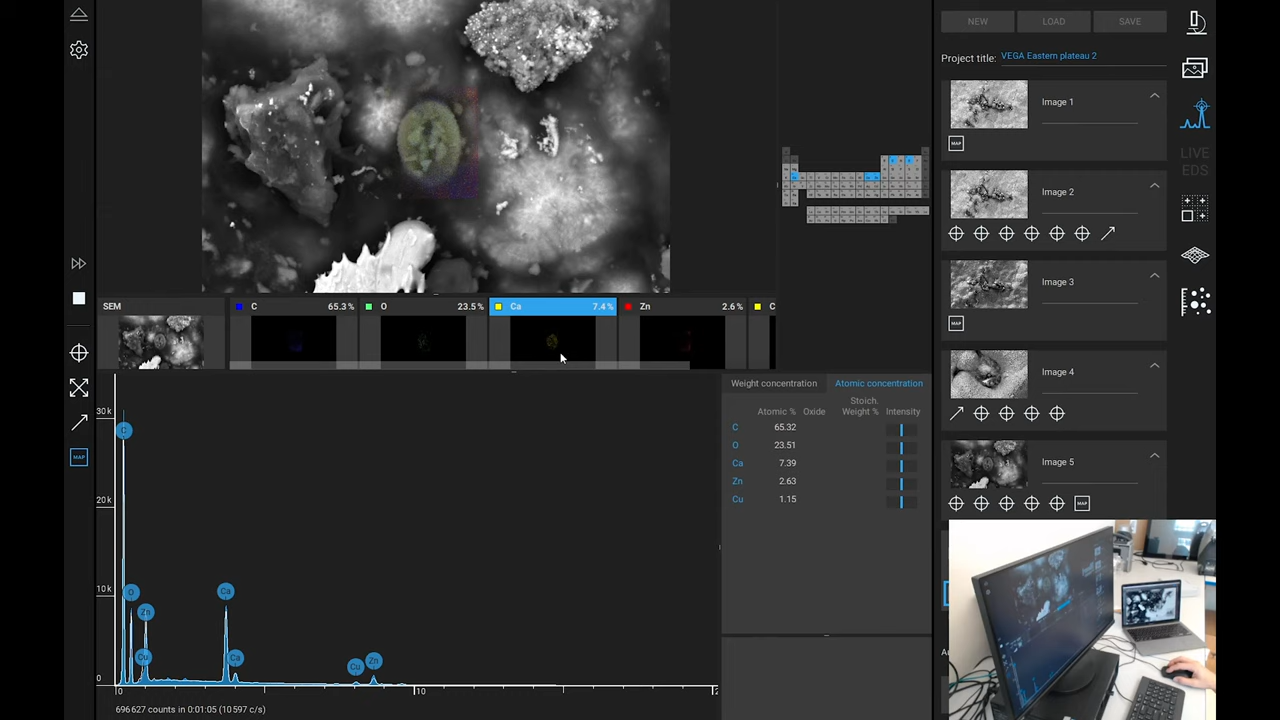 NEW LOAD SAVE
Project title: VEGA Eastern plateau 2
Image 1
MAP
Image 2
Image 3
MAP
Image 4
Image 5
MAP
LIVE
EDS
SEM
C 65.3 %
O 23.5 %
Ca 7.4 %
Zn 2.6 %
C
MAP
30k
20k
10k
0
C
O
Zn
Cu
Ca
Ca
Cu
Zn
0 10 2
696 627 counts in 0:01:05 (10 597 c/s)
Weight concentration Atomic concentration
Atomic % Oxide Stoich. Weight % Intensity
C 65.32
O 23.51
Ca 7.39
Zn 2.63
Cu 1.15